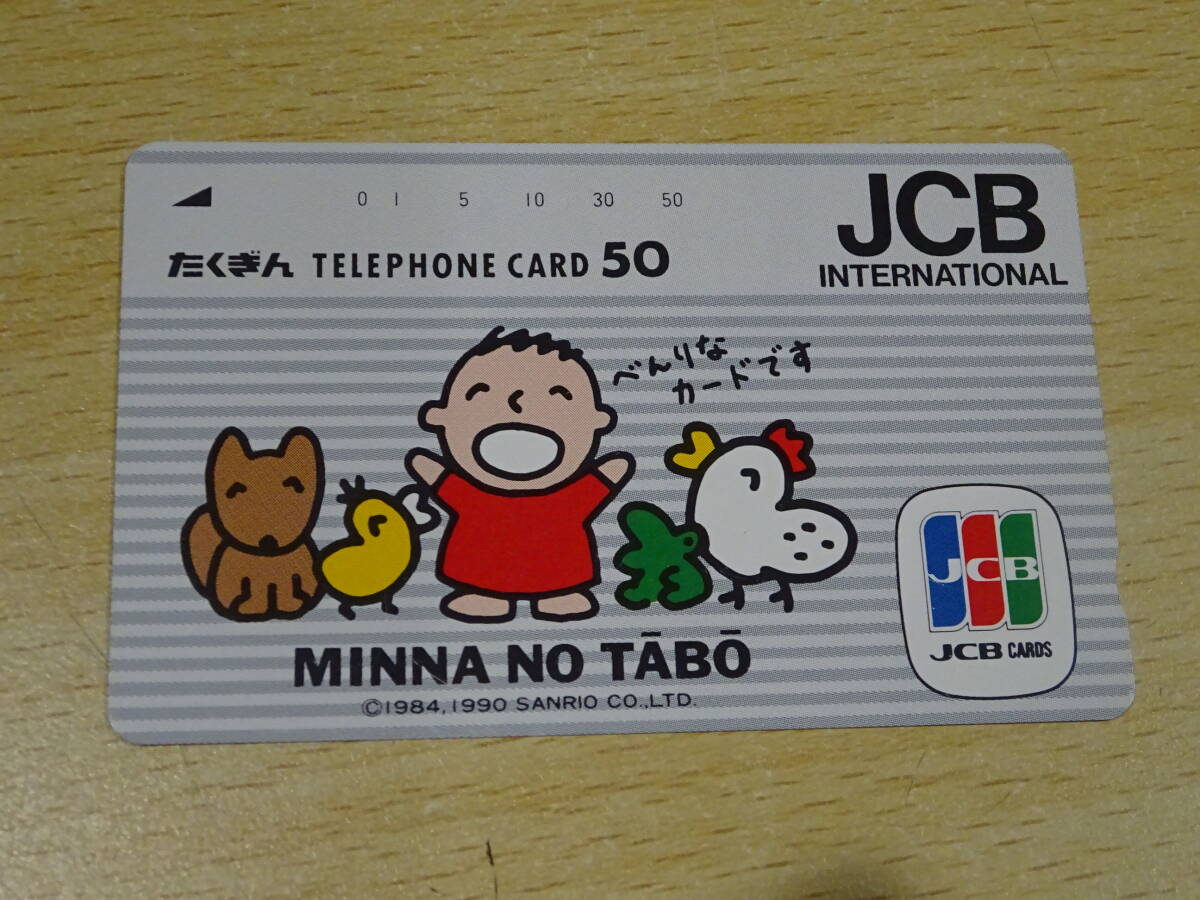 0 1 5 10 30 50
たくぎん TELEPHONE CARD 50
JCB
INTERNATIONAL
べんりな
カードです
MINNA NO TĀBŌ
©1984,1990 SANRIO CO.,LTD.
JCB
JCB CARDS